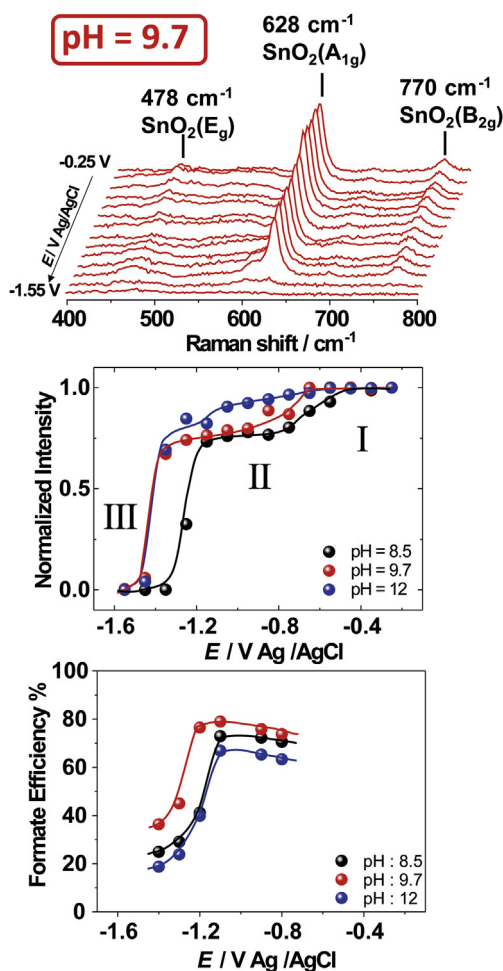 pH = 9.7
628 cm⁻¹
SnO₂(A₁g)
478 cm⁻¹
SnO₂(Eg)
770 cm⁻¹
SnO₂(B₂g)
-0.25 V
E/ V Ag/AgCl
-1.55 V
400 500 600 700 800
Raman shift / cm⁻¹
Normalized Intensity
1.0
0.5
0.0
I
II
III
pH = 8.5
pH = 9.7
pH = 12
-1.6 -1.2 -0.8 -0.4
E / V Ag /AgCl
Formate Efficiency %
100
80
60
40
20
0
pH : 8.5
pH : 9.7
pH : 12
-1.6 -1.2 -0.8 -0.4
E / V Ag /AgCl